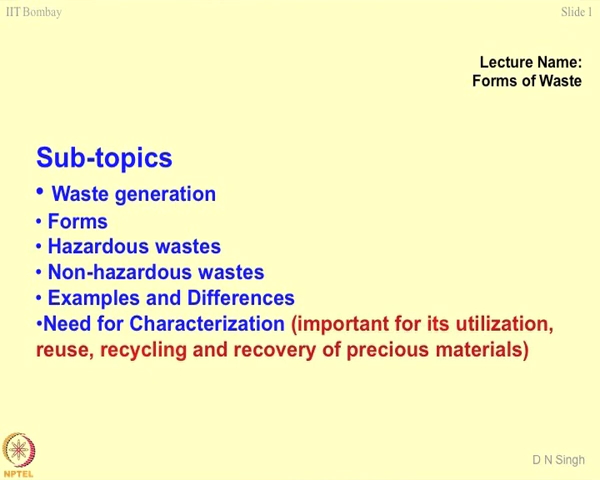 IIT Bombay
Slide 1
Lecture Name:
Forms of Waste
Sub-topics
• Waste generation
• Forms
• Hazardous wastes
• Non-hazardous wastes
• Examples and Differences
•Need for Characterization (important for its utilization,
reuse, recycling and recovery of precious materials)
NPTEL
D N Singh